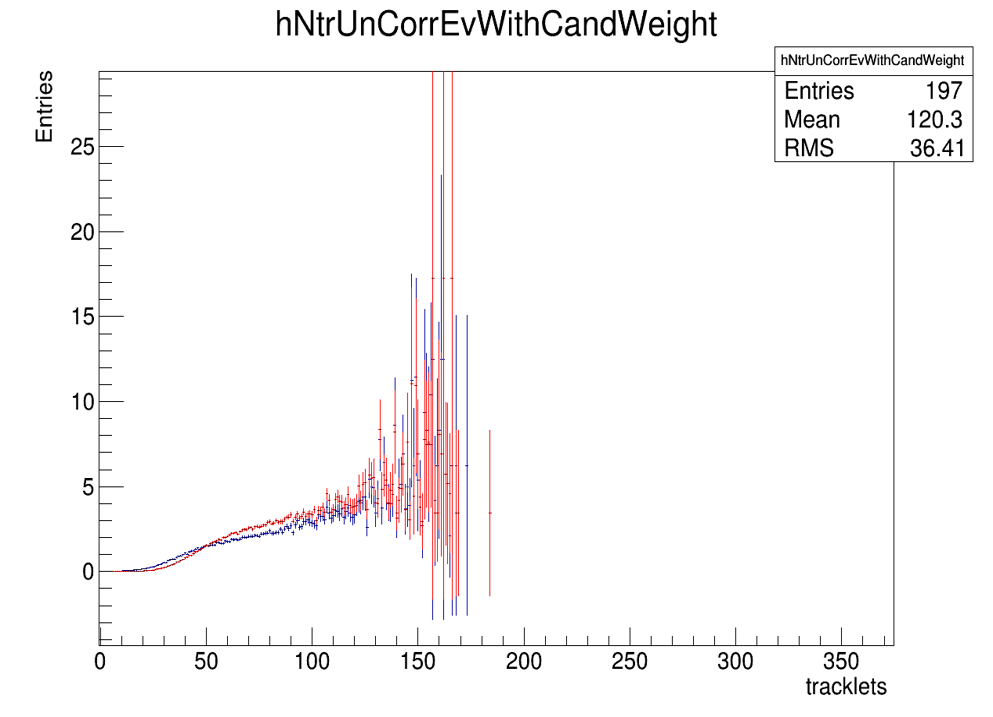 hNtrUnCorrEvWithCandWeight
hNtrUnCorrEvWithCandWeight
Entries 197
Mean 120.3
RMS 36.41
Entries
25
20
15
10
5
0
0 50 100 150 200 250 300 350
tracklets